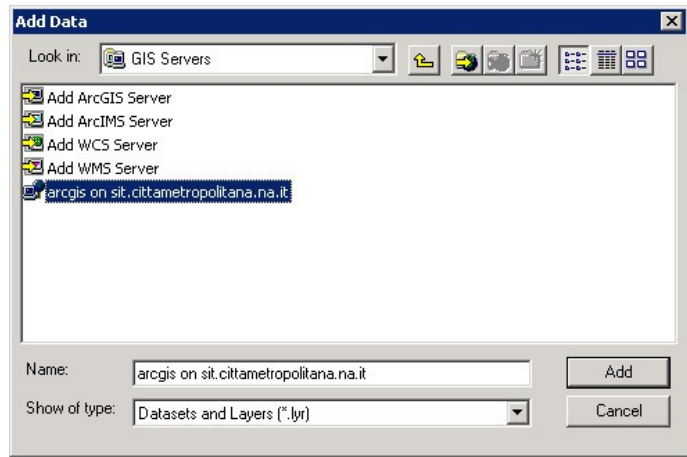 Add Data
Look in: GIS Servers
Add ArcGIS Server
Add ArcIMS Server
Add WCS Server
Add WMS Server
arcgis on sit.cittametropolitana.na.it
Name: arcgis on sit.cittametropolitana.na.it Add
Show of type: Datasets and Layers (*.lyr) Cancel